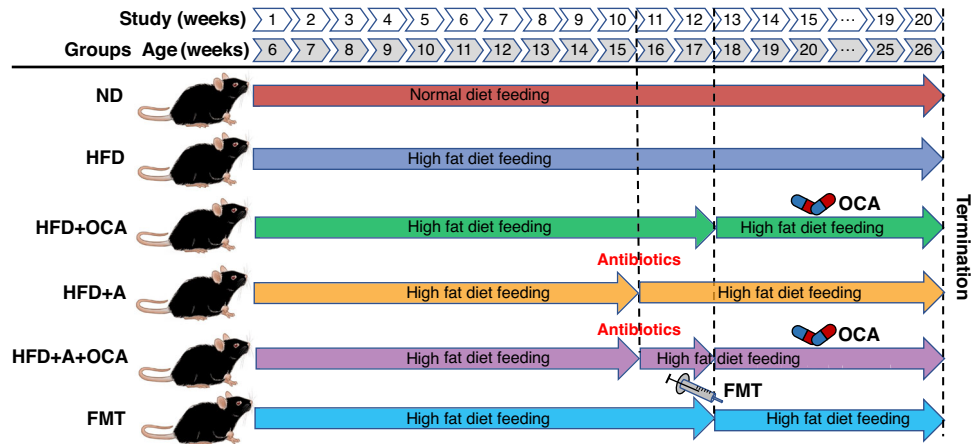 Study (weeks) 1 2 3 4 5 6 7 8 9 10 11 12 13 14 15 ... 19 20
Groups Age (weeks) 6 7 8 9 10 11 12 13 14 15 16 17 18 19 20 ... 25 26
ND Normal diet feeding
HFD High fat diet feeding
OCA
HFD+OCA High fat diet feeding High fat diet feeding
Antibiotics
HFD+A High fat diet feeding High fat diet feeding
Antibiotics OCA
HFD+A+OCA High fat diet feeding High fat diet feeding
FMT
FMT High fat diet feeding High fat diet feeding
Termination